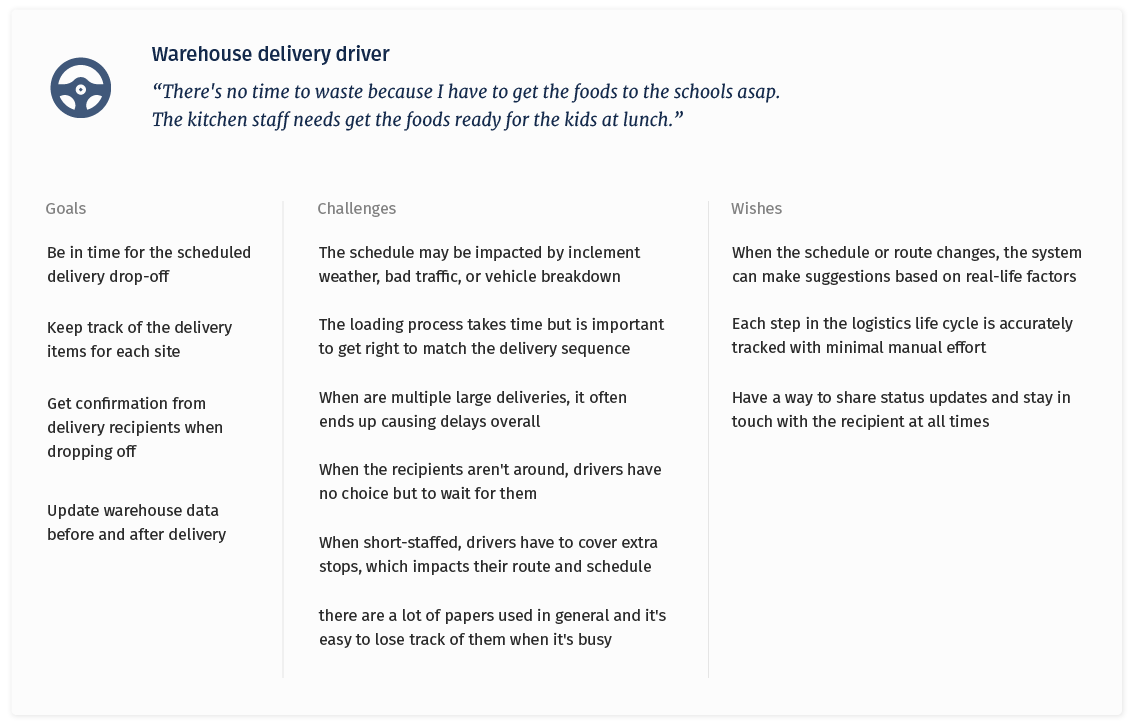 Warehouse delivery driver
“There's no time to waste because I have to get the foods to the schools asap.
The kitchen staff needs get the foods ready for the kids at lunch.”
Goals
Be in time for the scheduled
delivery drop-off
Keep track of the delivery
items for each site
Get confirmation from
delivery recipients when
dropping off
Update warehouse data
before and after delivery
Challenges
The schedule may be impacted by inclement
weather, bad traffic, or vehicle breakdown
The loading process takes time but is important
to get right to match the delivery sequence
When are multiple large deliveries, it often
ends up causing delays overall
When the recipients aren't around, drivers have
no choice but to wait for them
When short-staffed, drivers have to cover extra
stops, which impacts their route and schedule
there are a lot of papers used in general and it's
easy to lose track of them when it's busy
Wishes
When the schedule or route changes, the system
can make suggestions based on real-life factors
Each step in the logistics life cycle is accurately
tracked with minimal manual effort
Have a way to share status updates and stay in
touch with the recipient at all times